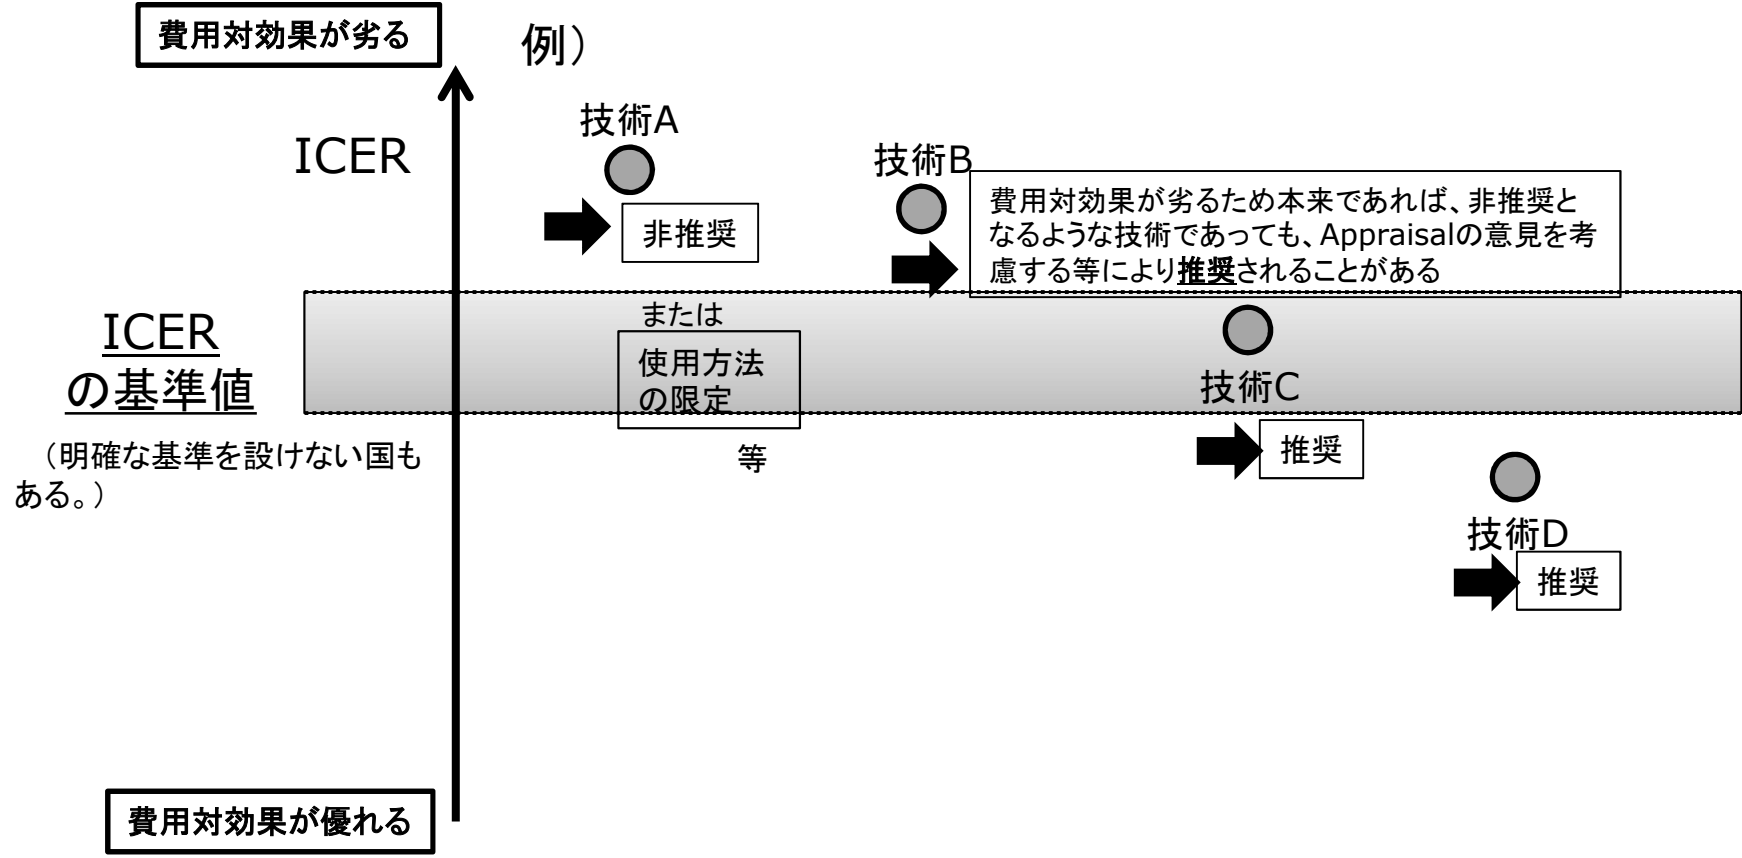 費用対効果が劣る
例）
ICER
技術A
非推奨
または
使用方法
の限定
等
技術B
費用対効果が劣るため本来であれば、非推奨と
なるような技術であっても、Appraisalの意見を考
慮する等により推奨されることがある
ICER
の基準値
（明確な基準を設けない国も
ある。）
技術C
推奨
技術D
推奨
費用対効果が優れる